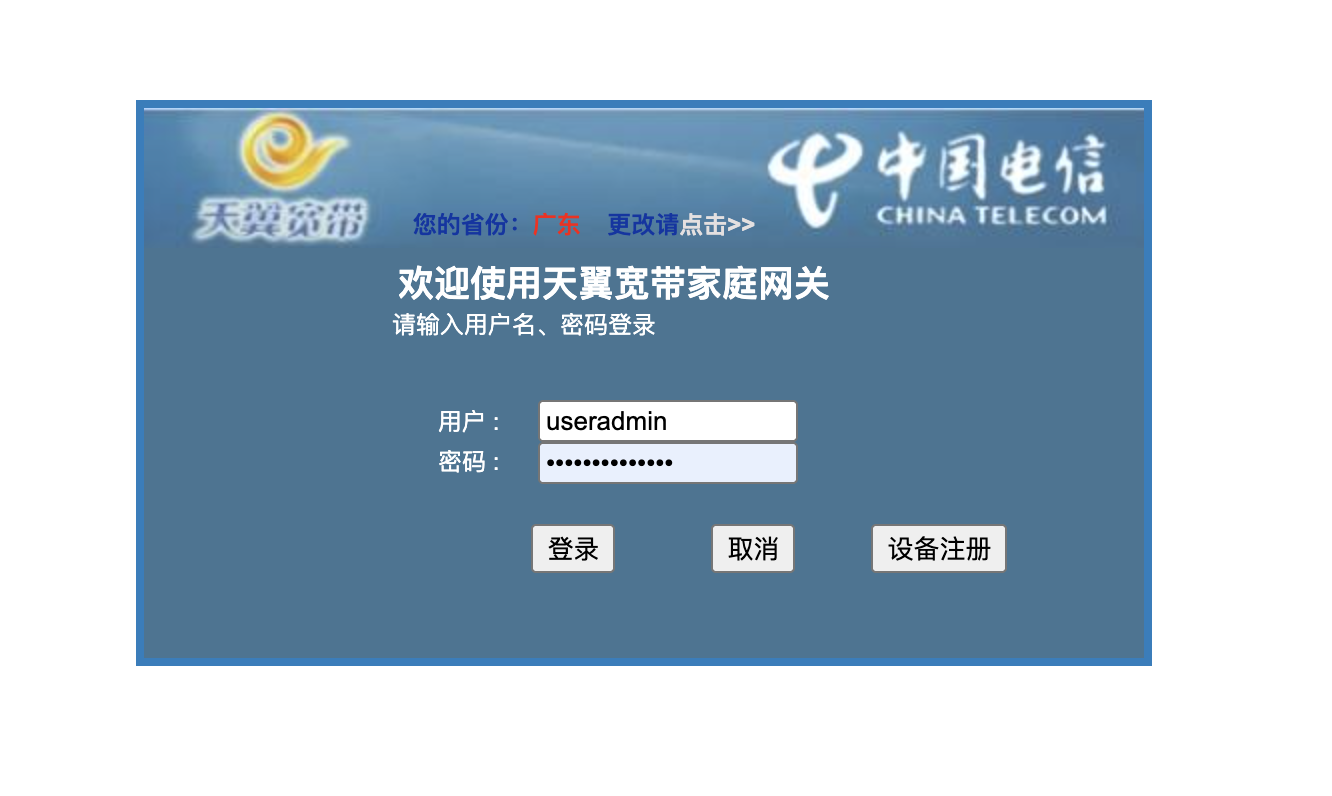 天翼宽带
中国电信
CHINA TELECOM
您的省份：广东 更改请点击>>
欢迎使用天翼宽带家庭网关
请输入用户名、密码登录
用户： useradmin
密码： ••••••••••••••
登录 取消 设备注册